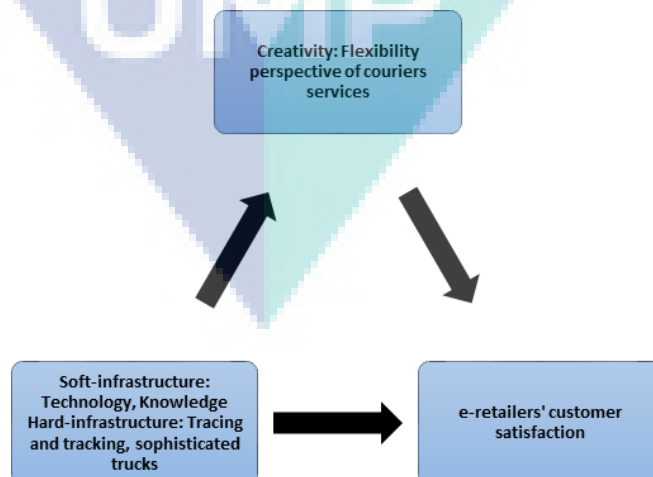 UMP
Creativity: Flexibility
perspective of couriers
services
Soft-infrastructure:
Technology, Knowledge
Hard-infrastructure: Tracing
and tracking, sophisticated
trucks
e-retailers' customer
satisfaction